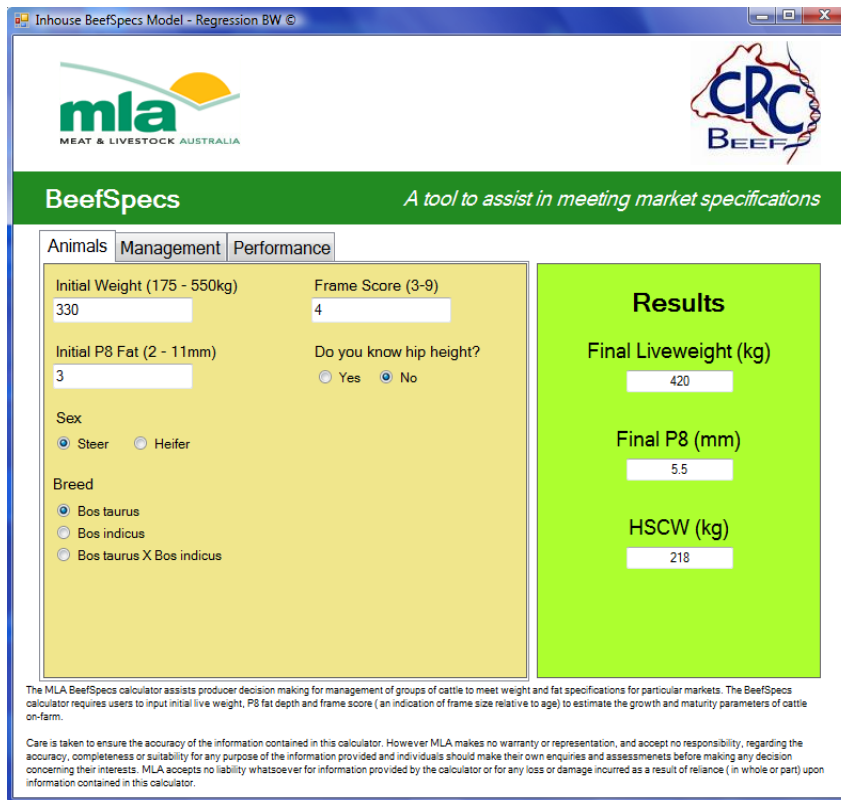 Inhouse BeefSpecs Model - Regression BW ©
mla
MEAT & LIVESTOCK AUSTRALIA
CRC
BEEF
BeefSpecs
A tool to assist in meeting market specifications
Animals
Management
Performance
Initial Weight (175 - 550kg)
Frame Score (3-9)
330
4
Initial P8 Fat (2 - 11mm)
Do you know hip height?
3
Yes
No
Sex
Steer
Heifer
Breed
Bos taurus
Bos indicus
Bos taurus X Bos indicus
Results
Final Liveweight (kg)
420
Final P8 (mm)
5.5
HSCW (kg)
218
The MLA BeefSpecs calculator assists producer decision making for management of groups of cattle to meet weight and fat specifications for particular markets. The BeefSpecs
calculator requires users to input initial live weight, P8 fat depth and frame score ( an indication of frame size relative to age) to estimate the growth and maturity parameters of cattle
on-farm.
Care is taken to ensure the accuracy of the information contained in this calculator. However MLA makes no warranty or representation, and accept no responsibility, regarding the
accuracy, completeness or suitability for any purpose of the information provided and individuals should make their own enquiries and assessmenets before making any decision
concerning their interests. MLA accepts no liability whatsoever for information provided by the calculator or for any loss or damage incurred as a result of reliance ( in whole or part) upon
information contained in this calculator.